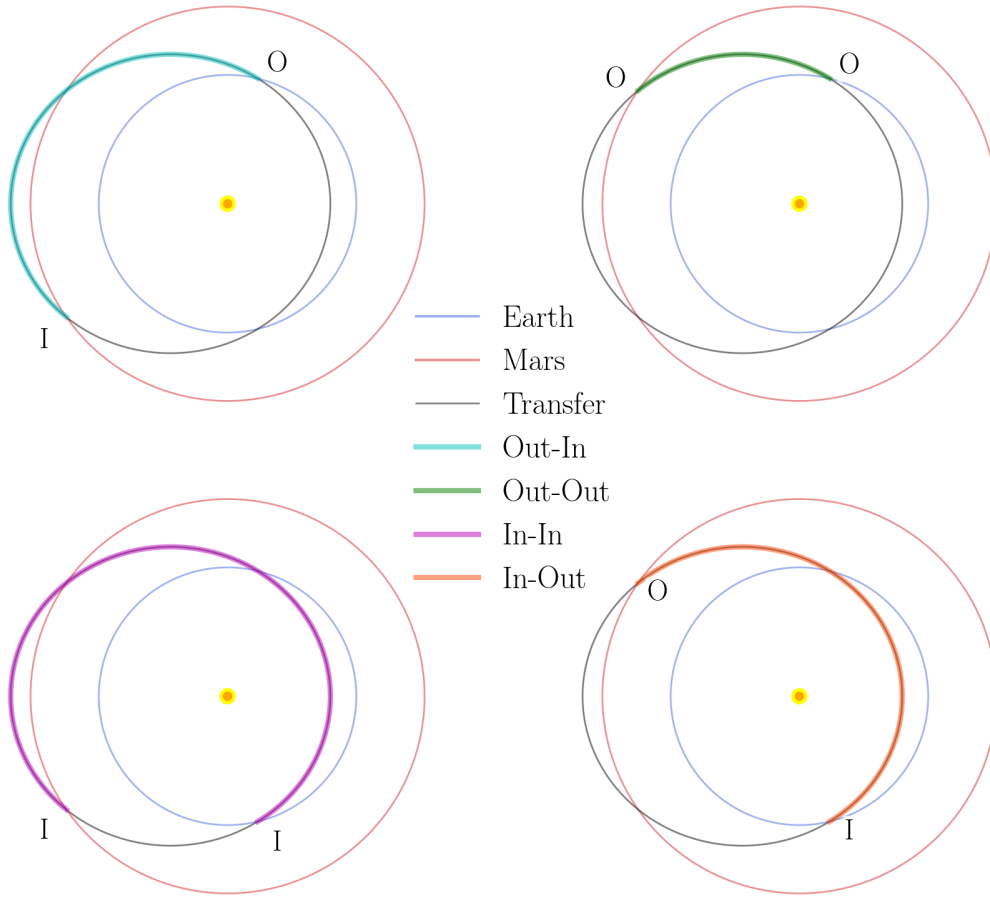 O
I
O
O
Earth
Mars
Transfer
Out-In
Out-Out
In-In
In-Out
I
I
O
I